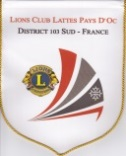 Lions Club Lattes Pays D'Oc
District 103 Sud - France
L